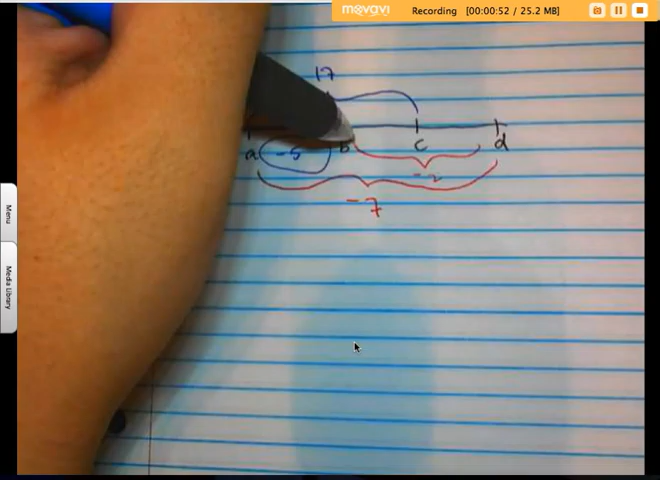 movavi Recording [00:00:52 / 25.2 MB]
17
a -5 b c d
-2
-7
Menu
Media Library